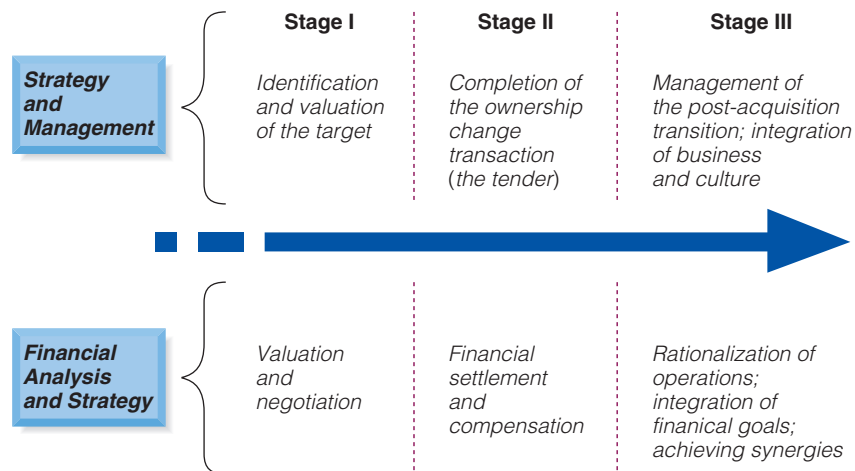 Stage I
Stage II
Stage III
Strategy
and
Management
Identification
and valuation
of the target
Completion of
the ownership
change
transaction
(the tender)
Management of
the post-acquisition
transition; integration
of business
and culture
Financial
Analysis
and Strategy
Valuation
and
negotiation
Financial
settlement
and
compensation
Rationalization of
operations;
integration of
finanical goals;
achieving synergies